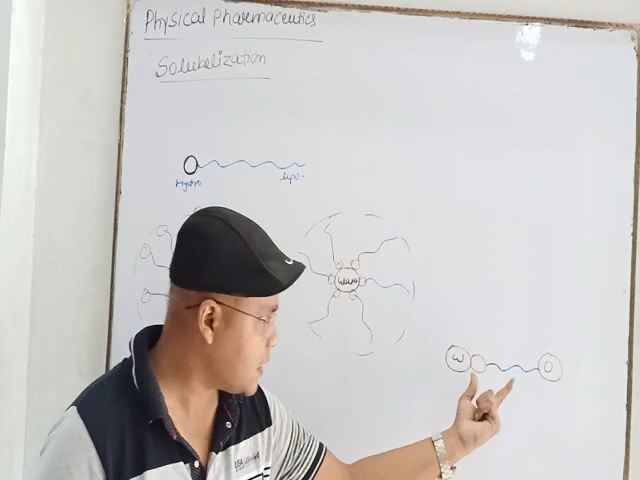 Physical Pharmaceutics
Solubelization
Hydro
lipo-
W
O